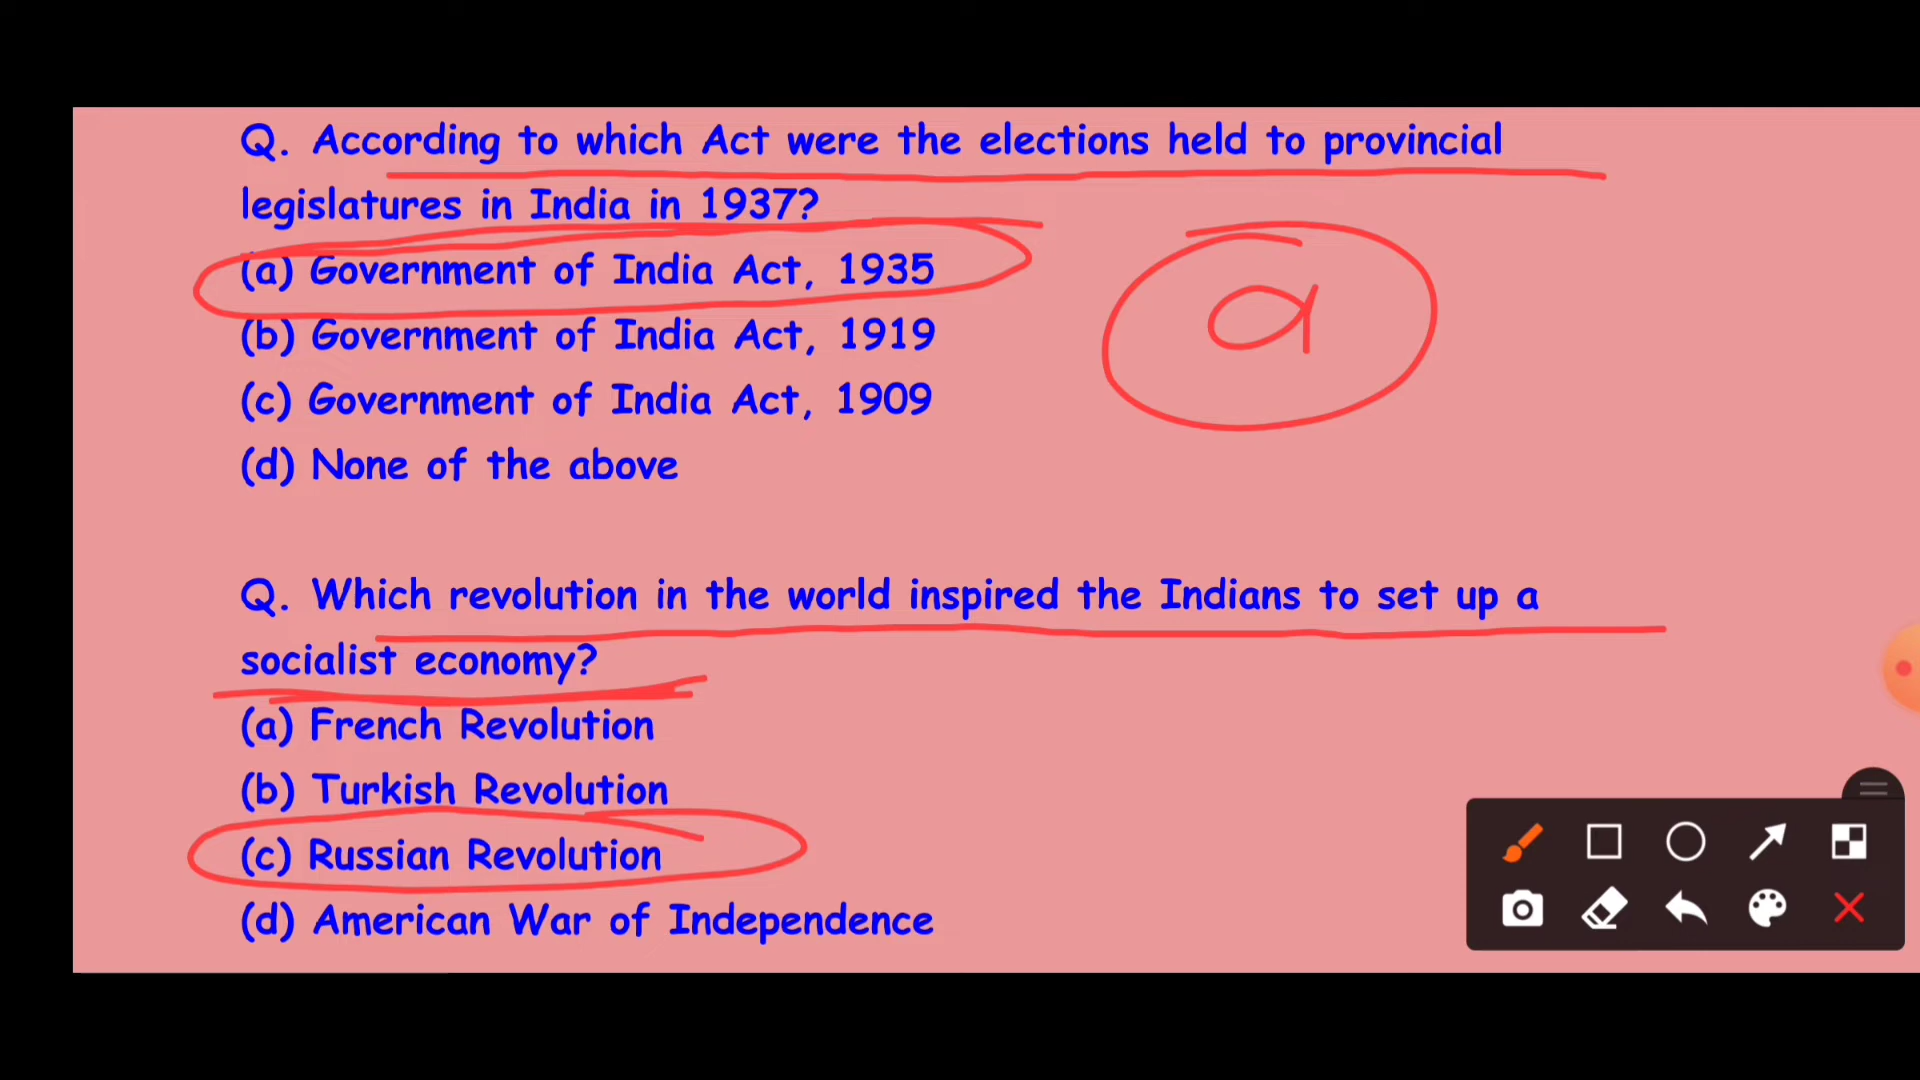 Q. According to which Act were the elections held to provincial
legislatures in India in 1937?
(a) Government of India Act, 1935
(b) Government of India Act, 1919
(c) Government of India Act, 1909
(d) None of the above
a
Q. Which revolution in the world inspired the Indians to set up a
socialist economy?
(a) French Revolution
(b) Turkish Revolution
(c) Russian Revolution
(d) American War of Independence